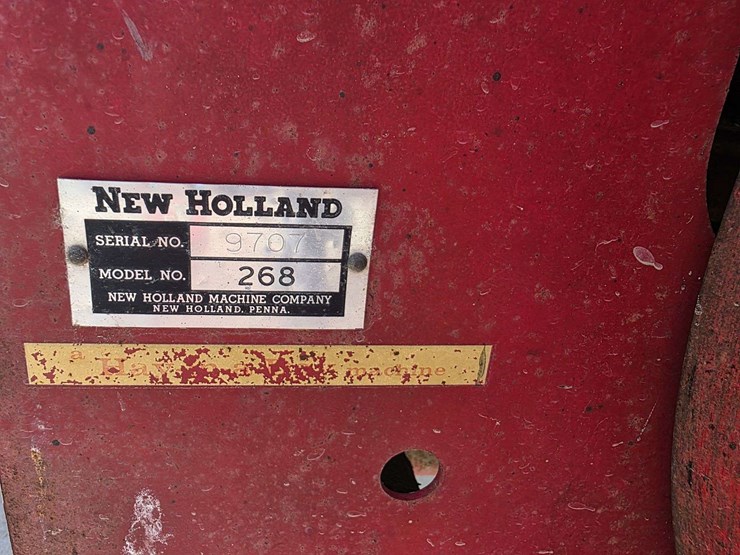 NEW HOLLAND
SERIAL NO. 9707
MODEL NO. 268
NEW HOLLAND MACHINE COMPANY
NEW HOLLAND, PENNA.
a machine